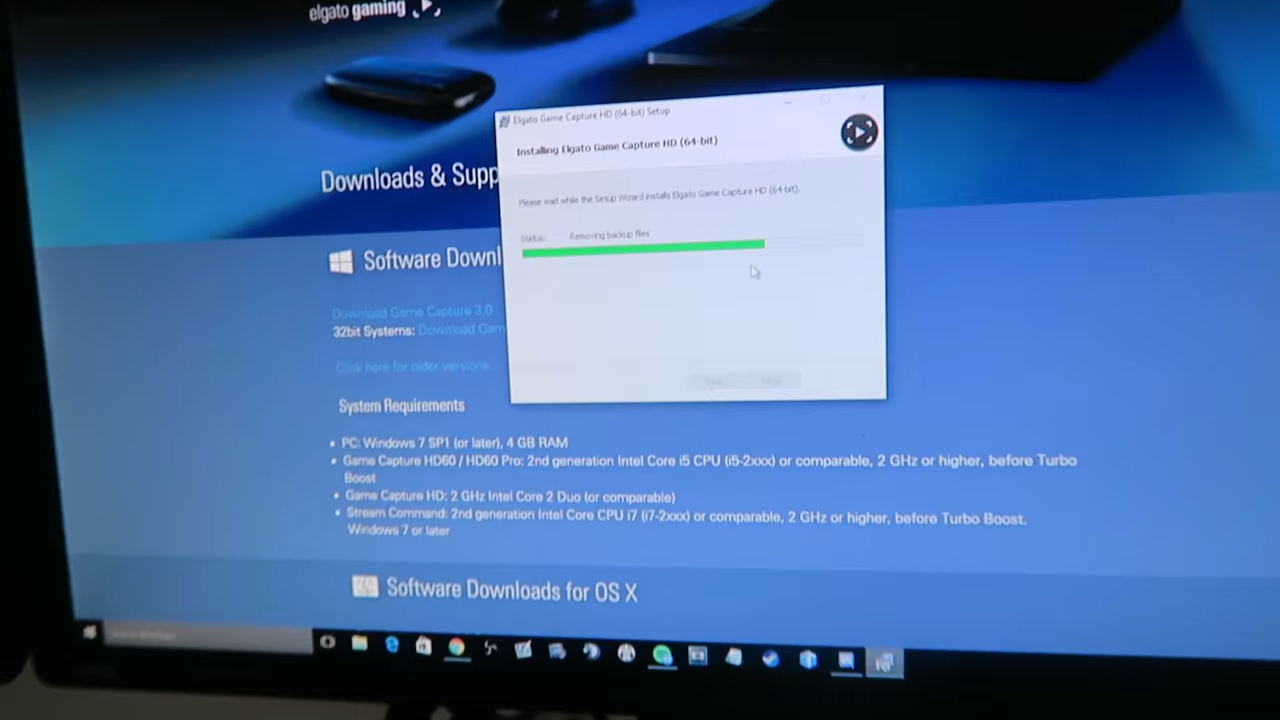 elgato gaming
Elgato Game Capture HD (64-bit) Setup
Installing Elgato Game Capture HD (64-bit)
Downloads & Supp
Please wait while the Setup Wizard installs Elgato Game Capture HD (64-bit).
Status: Removing backup files
Software Downl
Download Game Capture 3.0
32bit Systems: Download Gam
Click here for older versions
System Requirements
• PC: Windows 7 SP1 (or later), 4 GB RAM
• Game Capture HD60 / HD60 Pro: 2nd generation Intel Core i5 CPU (i5-2xxx) or comparable, 2 GHz or higher, before Turbo
Boost
• Game Capture HD: 2 GHz Intel Core 2 Duo (or comparable)
• Stream Command: 2nd generation Intel Core CPU i7 (i7-2xxx) or comparable, 2 GHz or higher, before Turbo Boost.
Windows 7 or later
Software Downloads for OS X